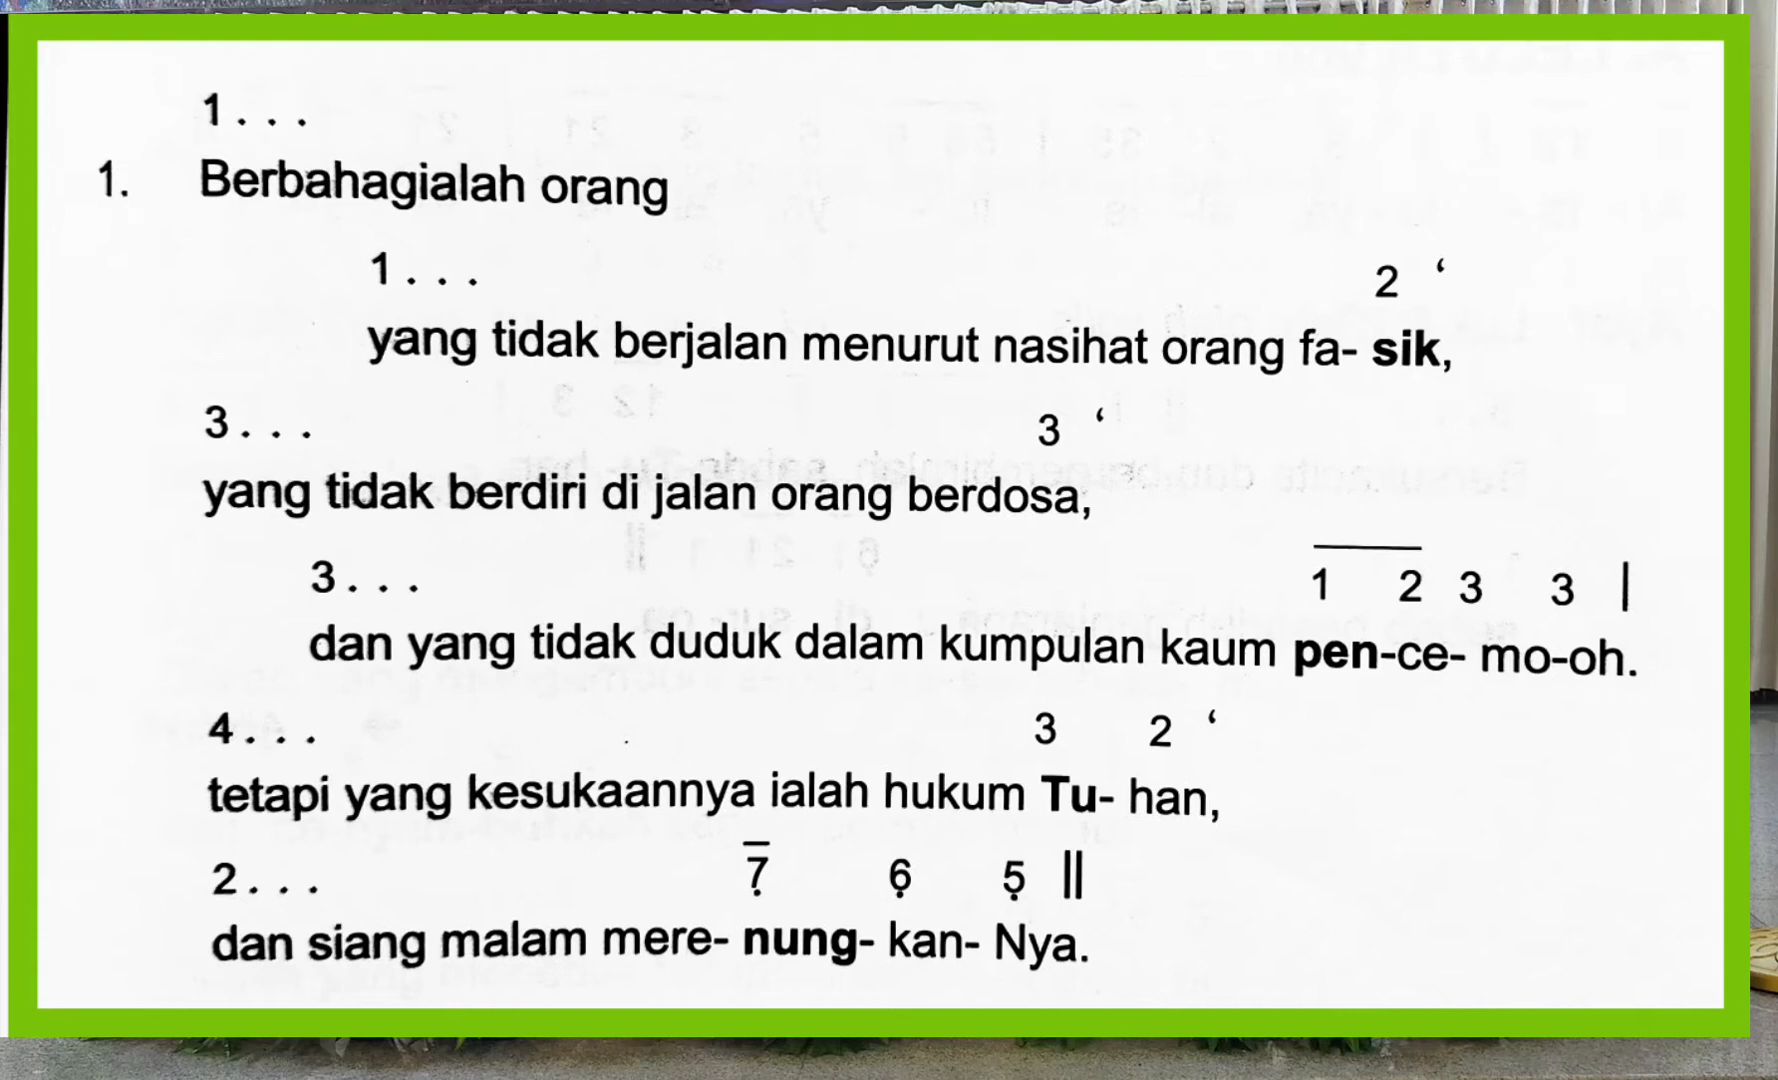 1 . . .
1. Berbahagialah orang
1 . . . 2 ‘
yang tidak berjalan menurut nasihat orang fa- sik,
3 . . . 3 ‘
yang tidak berdiri di jalan orang berdosa,
3 . . . 1̅ ̅2̅ 3 3 |
dan yang tidak duduk dalam kumpulan kaum pen-ce- mo-oh.
4 . . . 3 2 ‘
tetapi yang kesukaannya ialah hukum Tu- han,
2 . . . 7̣̅ 6̣ 5̣ ||
dan siang malam mere- nung- kan- Nya.